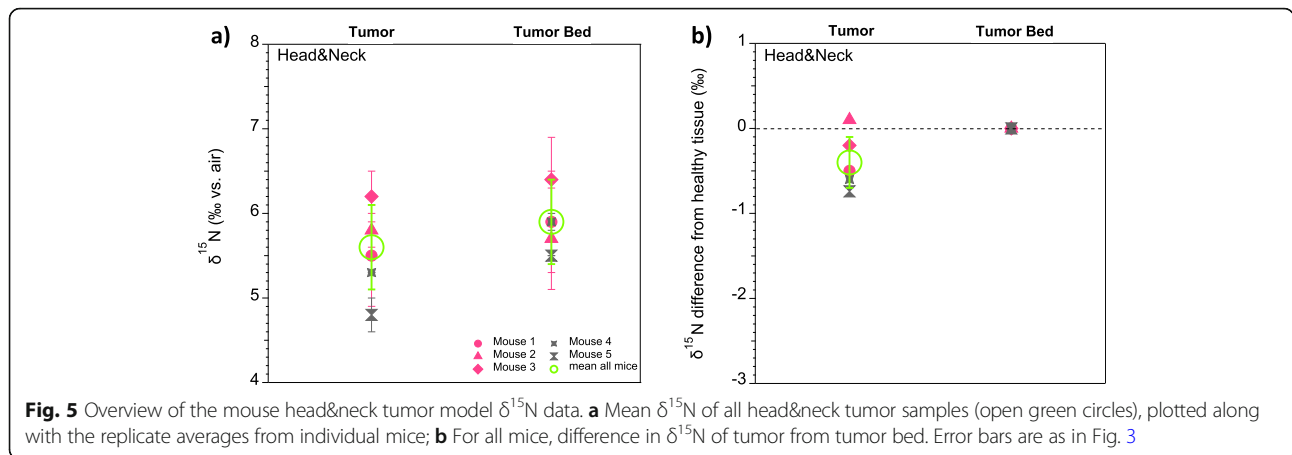 a)
Tumor
Tumor Bed
Head&Neck
8
7
6
5
4
δ¹⁵N (‰ vs. air)
Mouse 1
Mouse 2
Mouse 3
Mouse 4
Mouse 5
mean all mice
b)
Tumor
Tumor Bed
Head&Neck
1
0
-1
-2
-3
δ¹⁵N difference from healthy tissue (‰)
Fig. 5 Overview of the mouse head&neck tumor model δ¹⁵N data. a Mean δ¹⁵N of all head&neck tumor samples (open green circles), plotted along
with the replicate averages from individual mice; b For all mice, difference in δ¹⁵N of tumor from tumor bed. Error bars are as in Fig. 3